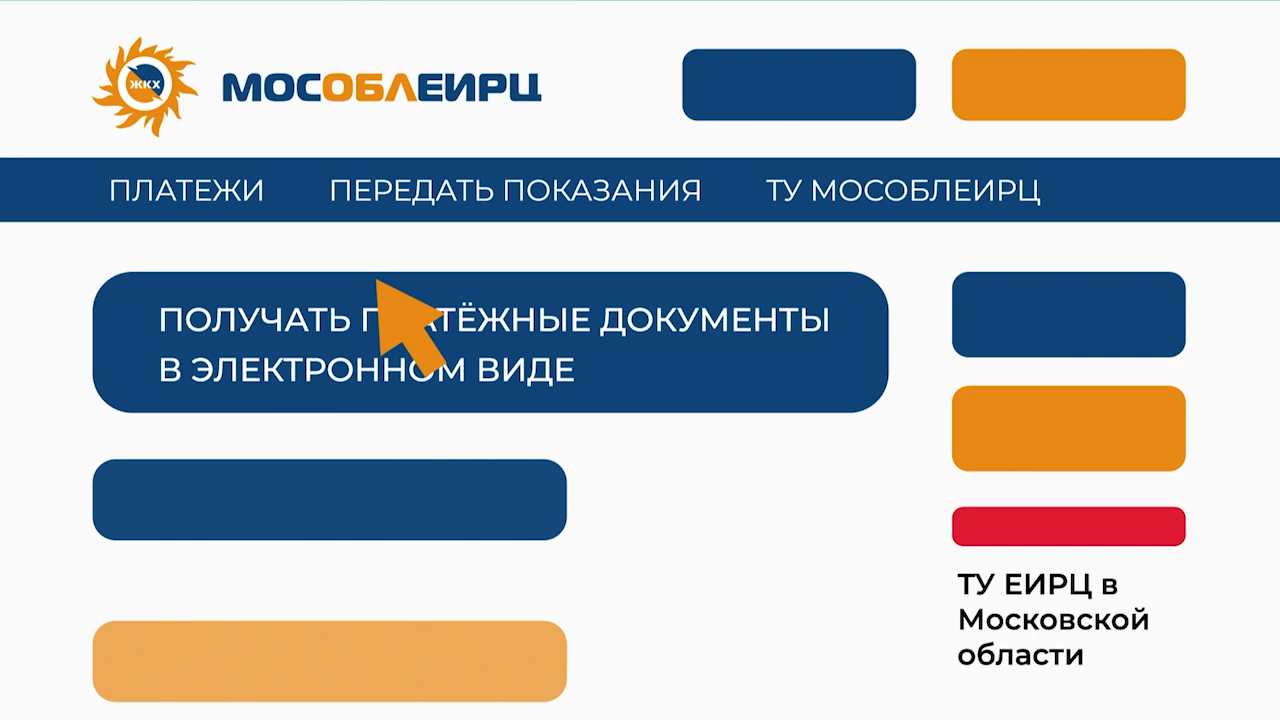 ЖКХ
МОСОБЛЕИРЦ
ПЛАТЕЖИ ПЕРЕДАТЬ ПОКАЗАНИЯ ТУ МОСОБЛЕИРЦ
ПОЛУЧАТЬ ПЛАТЁЖНЫЕ ДОКУМЕНТЫ
В ЭЛЕКТРОННОМ ВИДЕ
ТУ ЕИРЦ в
Московской
области